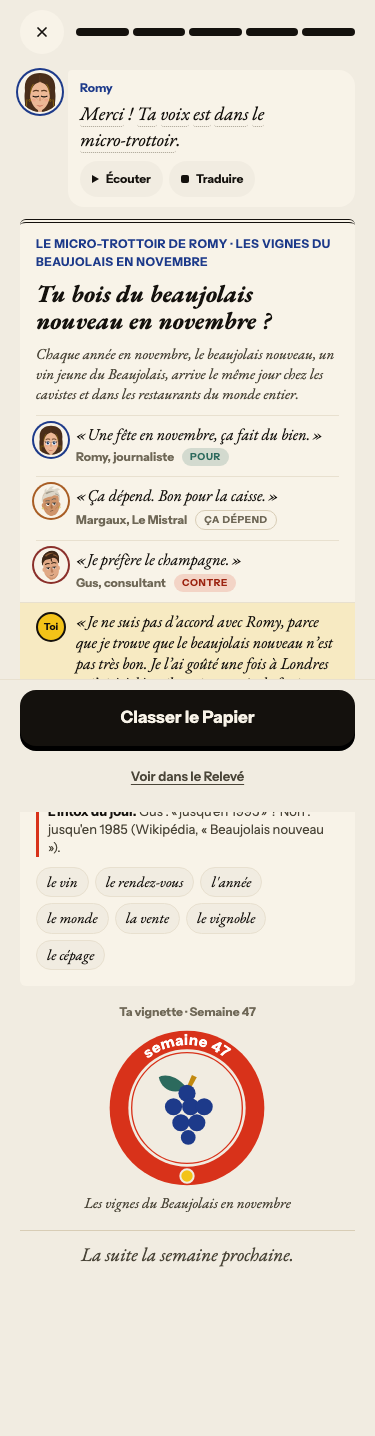 Romy
Merci ! Ta voix est dans le
micro-trottoir.
Écouter
Traduire
LE MICRO-TROTTOIR DE ROMY · LES VIGNES DU
BEAUJOLAIS EN NOVEMBRE
Tu bois du beaujolais
nouveau en novembre ?
Chaque année en novembre, le beaujolais nouveau, un
vin jeune du Beaujolais, arrive le même jour chez les
cavistes et dans les restaurants du monde entier.
« Une fête en novembre, ça fait du bien. »
Romy, journaliste POUR
« Ça dépend. Bon pour la caisse. »
Margaux, Le Mistral ÇA DÉPEND
« Je préfère le champagne. »
Gus, consultant CONTRE
Toi
« Je ne suis pas d’accord avec Romy, parce
que je trouve que le beaujolais nouveau n’est
pas très bon. Je l’ai goûté une fois à Londres
Classer le Papier
Voir dans le Relevé
L'intox du jour. Gus : « jusqu'en 1995 » ? Non :
jusqu'en 1985 (Wikipédia, « Beaujolais nouveau
»).
le vin
le rendez-vous
l'année
le monde
la vente
le vignoble
le cépage
Ta vignette · Semaine 47
semaine 47
Les vignes du Beaujolais en novembre
La suite la semaine prochaine.